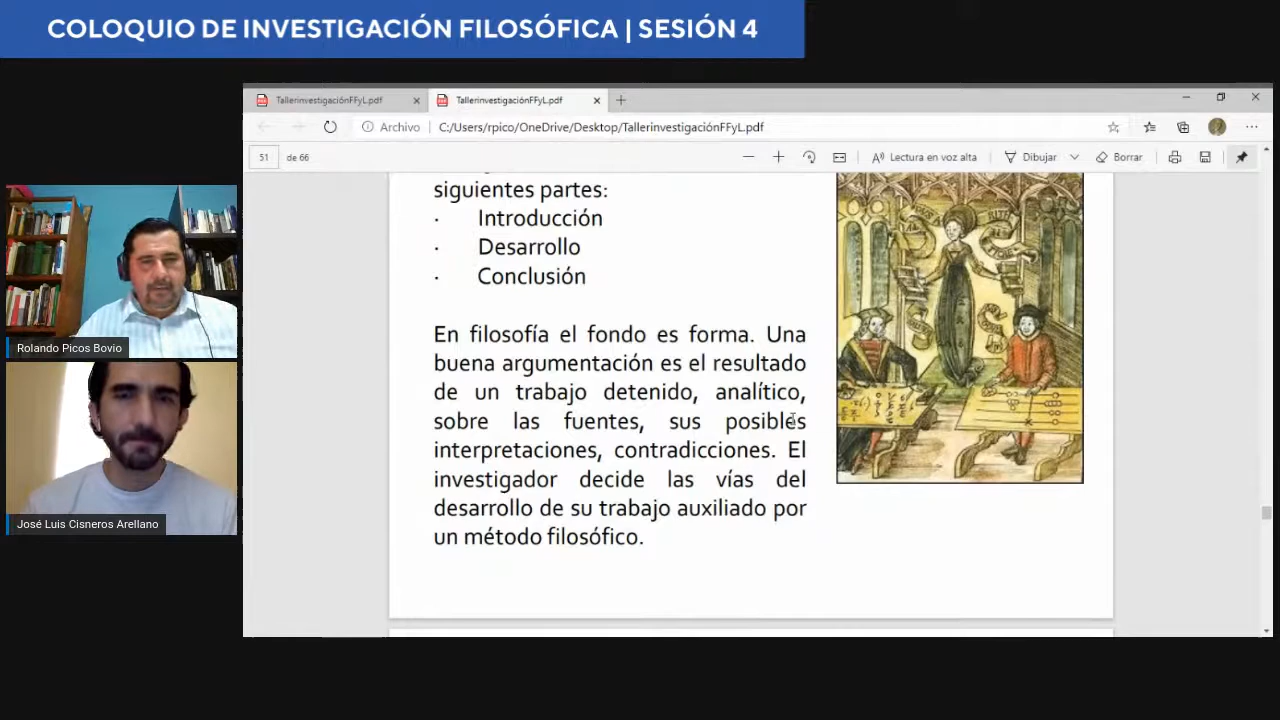 COLOQUIO DE INVESTIGACIÓN FILOSÓFICA | SESIÓN 4
TallerinvestigaciónFFyL.pdf
TallerinvestigaciónFFyL.pdf
Archivo
C:/Users/rpico/OneDrive/Desktop/TallerinvestigaciónFFyL.pdf
51 de 66
Lectura en voz alta
Dibujar
Borrar
siguientes partes:
· Introducción
· Desarrollo
· Conclusión
En filosofía el fondo es forma. Una
buena argumentación es el resultado
de un trabajo detenido, analítico,
sobre las fuentes, sus posibles
interpretaciones, contradicciones. El
investigador decide las vías del
desarrollo de su trabajo auxiliado por
un método filosófico.
Rolando Picos Bovio
José Luis Cisneros Arellano